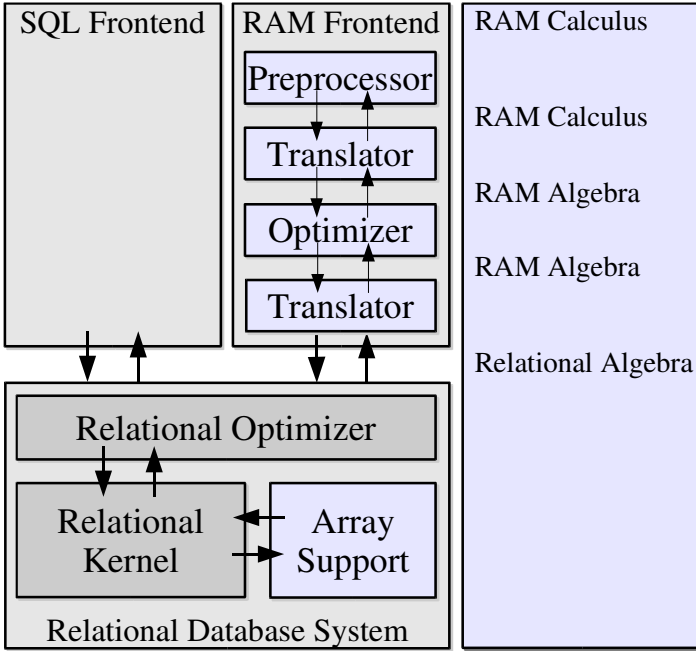 SQL Frontend
RAM Frontend
Preprocessor
Translator
Optimizer
Translator
Relational Optimizer
Relational
Kernel
Array
Support
Relational Database System
RAM Calculus
RAM Calculus
RAM Algebra
RAM Algebra
Relational Algebra